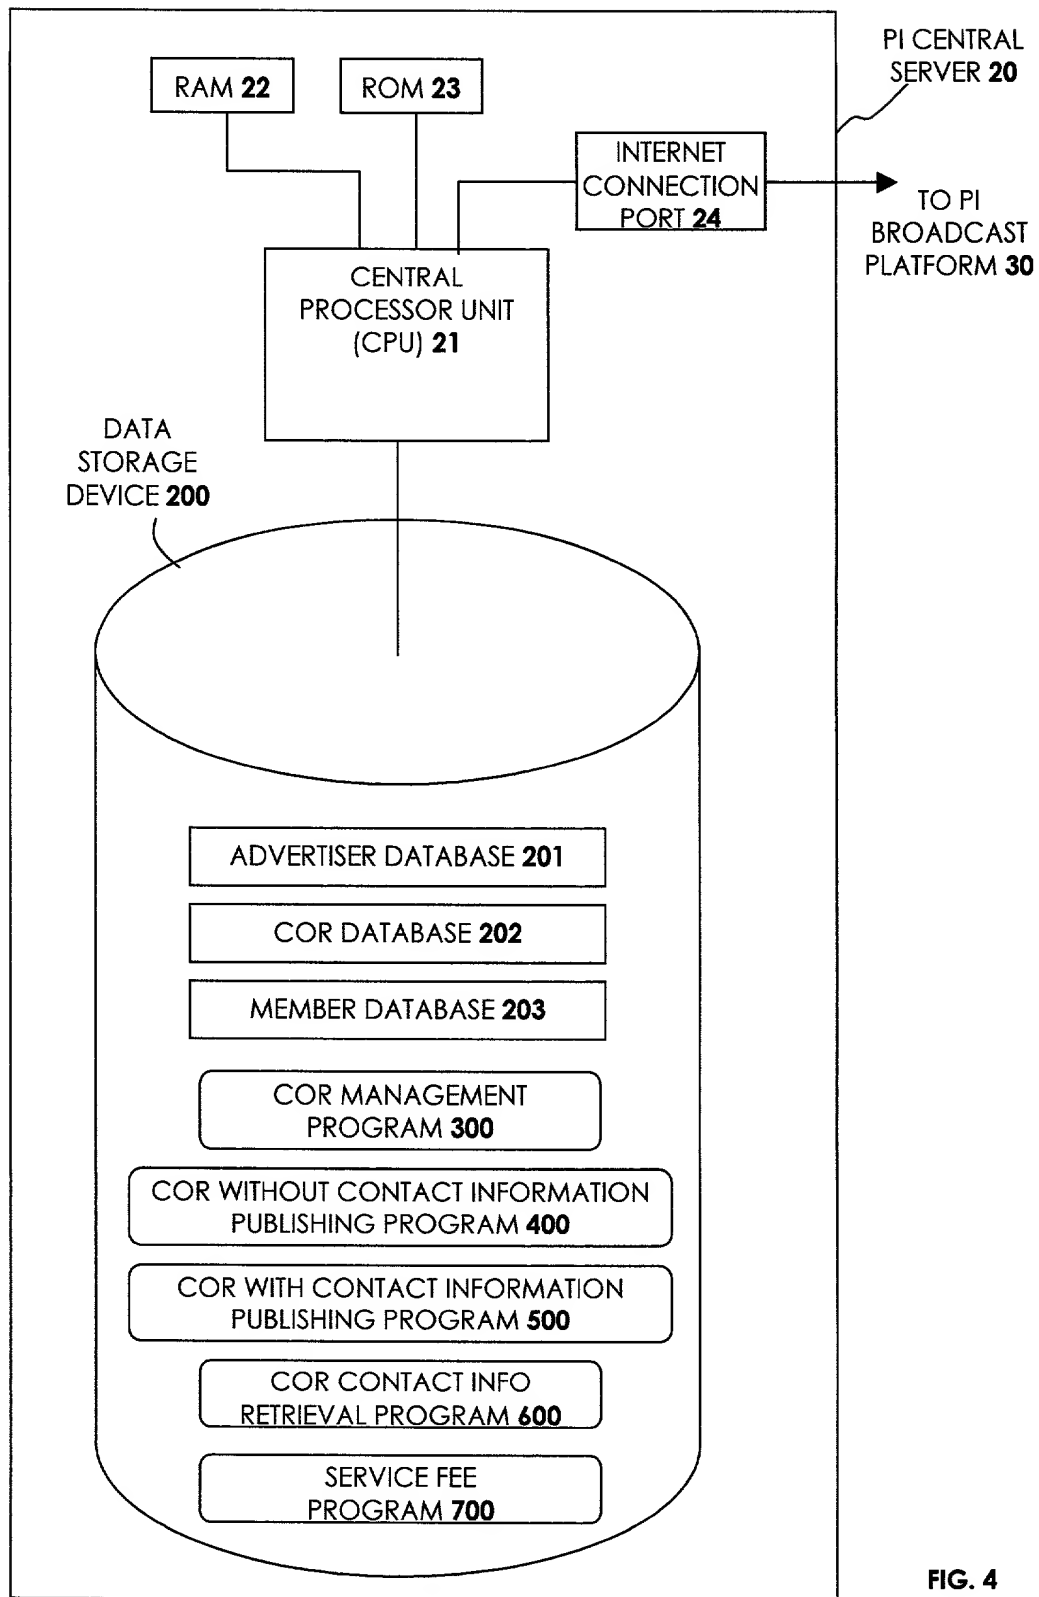 PI CENTRAL
SERVER 20
RAM 22
ROM 23
INTERNET
CONNECTION
PORT 24
TO PI
BROADCAST
PLATFORM 30
CENTRAL
PROCESSOR UNIT
(CPU) 21
DATA
STORAGE
DEVICE 200
ADVERTISER DATABASE 201
COR DATABASE 202
MEMBER DATABASE 203
COR MANAGEMENT
PROGRAM 300
COR WITHOUT CONTACT INFORMATION
PUBLISHING PROGRAM 400
COR WITH CONTACT INFORMATION
PUBLISHING PROGRAM 500
COR CONTACT INFO
RETRIEVAL PROGRAM 600
SERVICE FEE
PROGRAM 700
FIG. 4